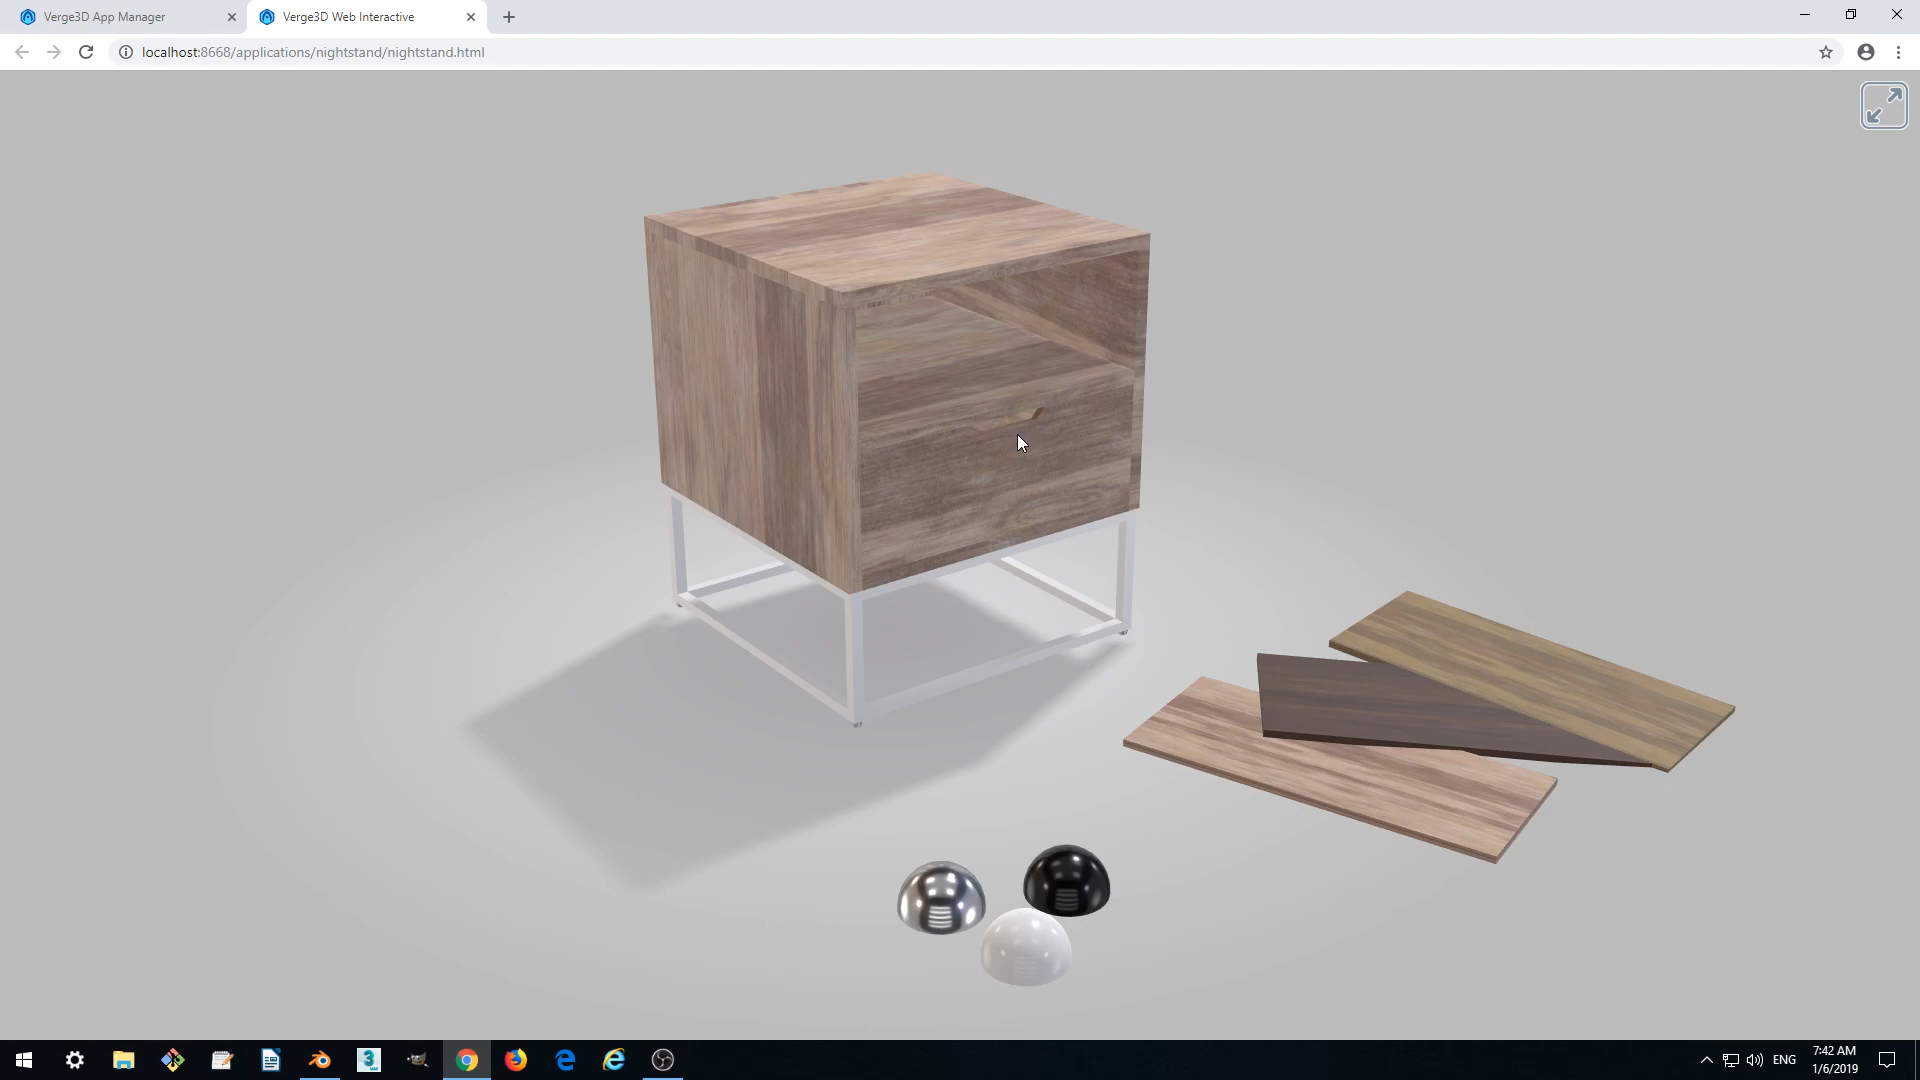 Verge3D App Manager
Verge3D Web Interactive
localhost:8668/applications/nightstand/nightstand.html
ENG
7:42 AM
1/6/2019